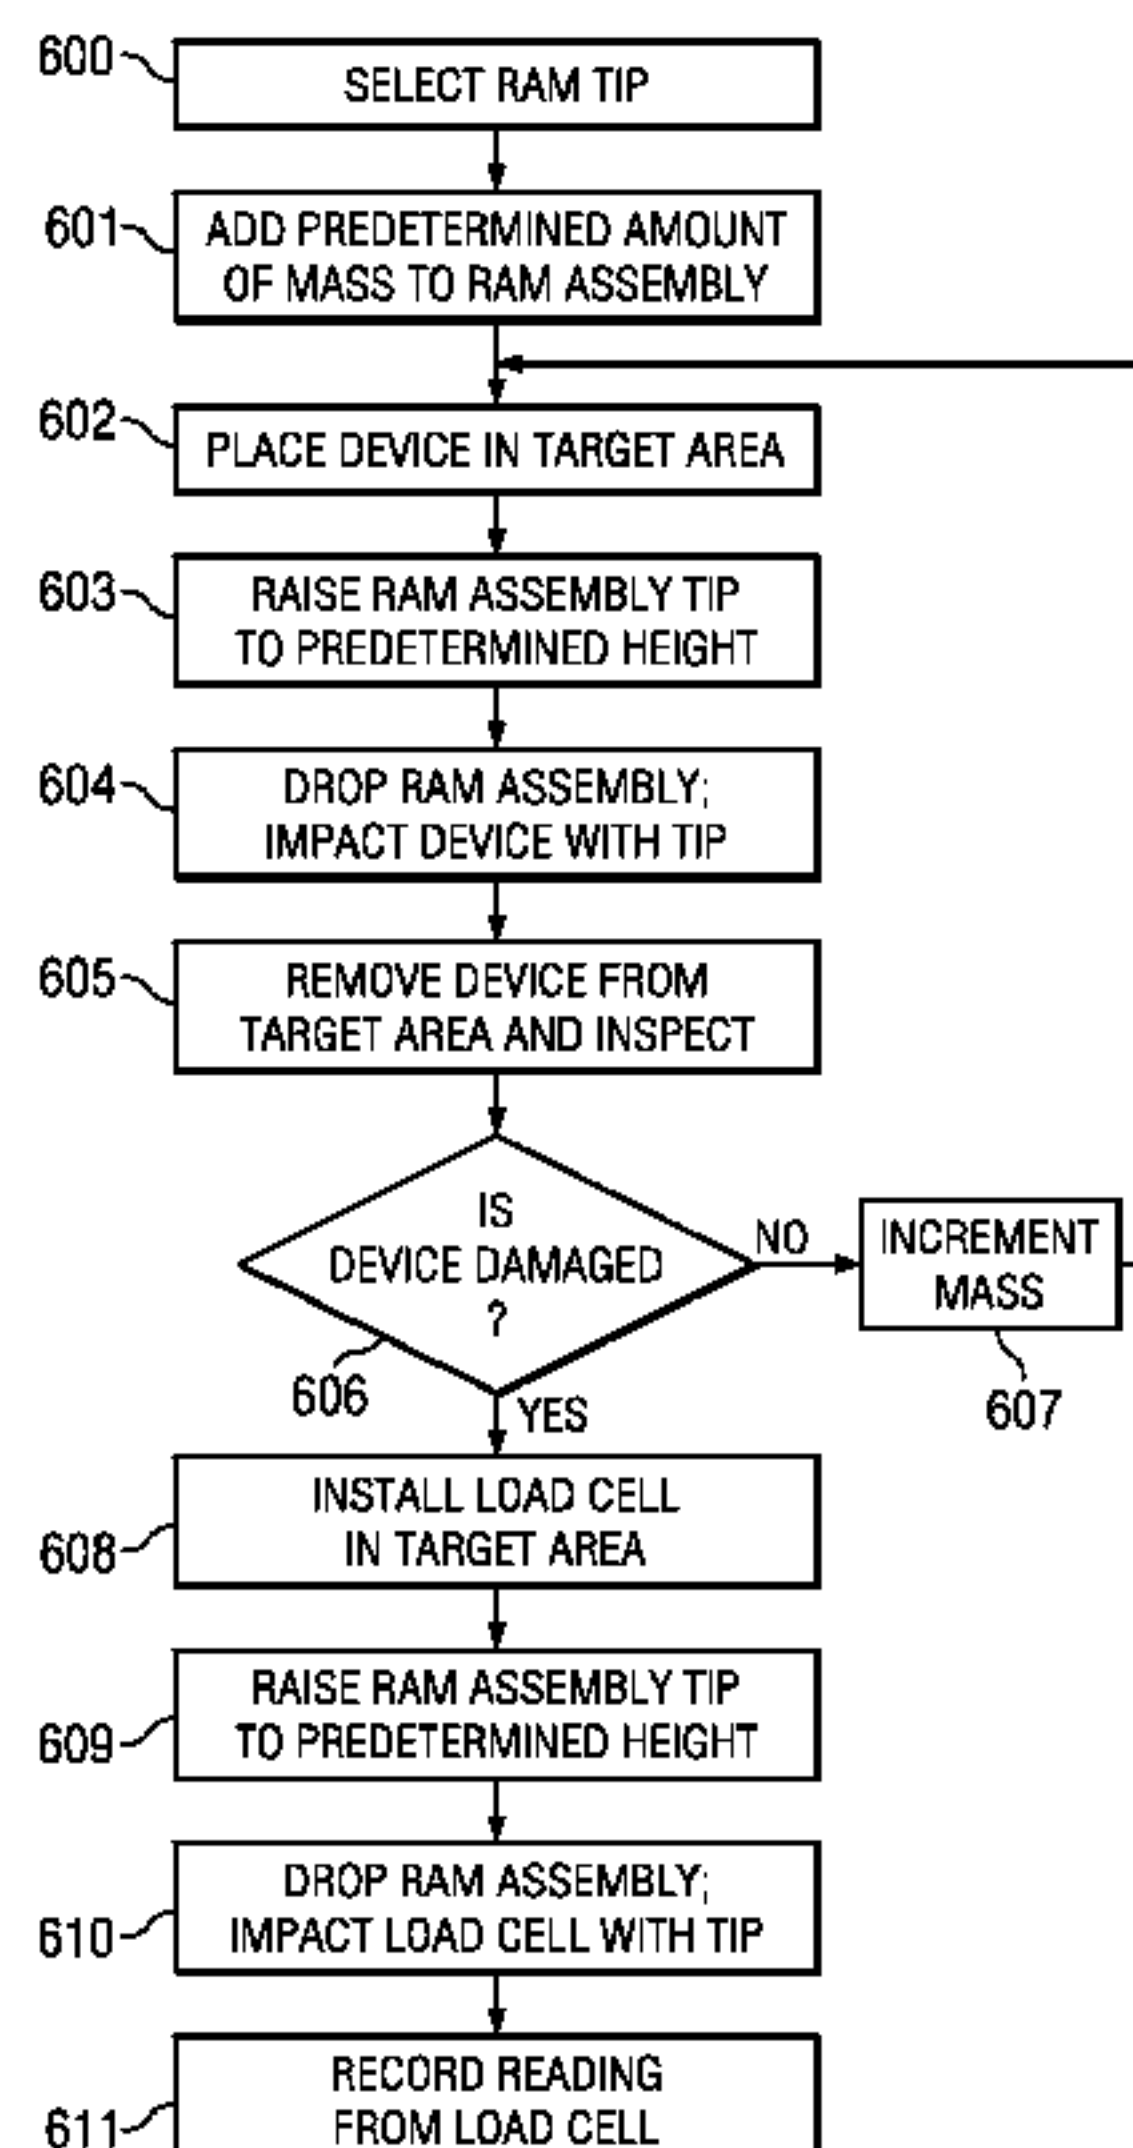 600
SELECT RAM TIP
601
ADD PREDETERMINED AMOUNT
OF MASS TO RAM ASSEMBLY
602
PLACE DEVICE IN TARGET AREA
603
RAISE RAM ASSEMBLY TIP
TO PREDETERMINED HEIGHT
604
DROP RAM ASSEMBLY;
IMPACT DEVICE WITH TIP
605
REMOVE DEVICE FROM
TARGET AREA AND INSPECT
IS
DEVICE DAMAGED
?
606
NO
INCREMENT
MASS
607
YES
608
INSTALL LOAD CELL
IN TARGET AREA
609
RAISE RAM ASSEMBLY TIP
TO PREDETERMINED HEIGHT
610
DROP RAM ASSEMBLY;
IMPACT LOAD CELL WITH TIP
611
RECORD READING
FROM LOAD CELL